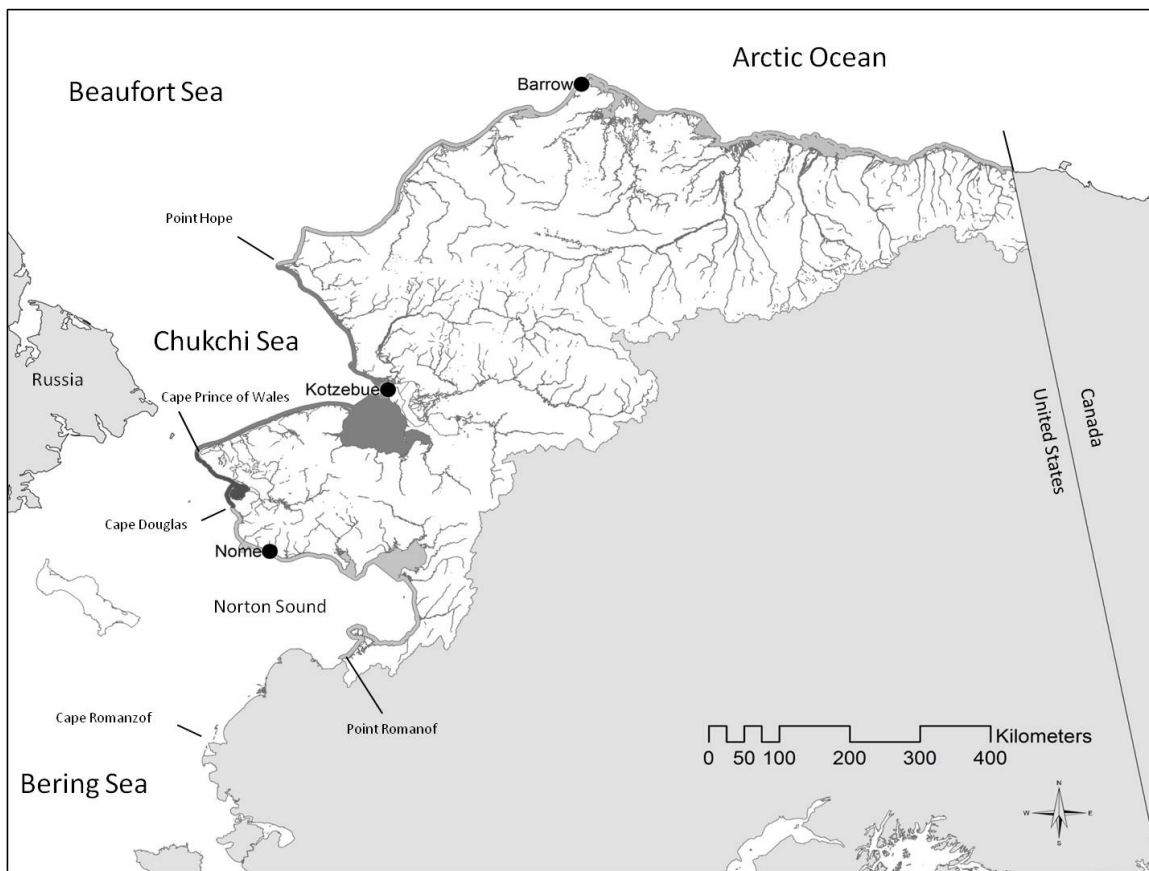 Arctic Ocean
Beaufort Sea
Barrow
Point Hope
Chukchi Sea
Russia
Kotzebue
Cape Prince of Wales
Canada
United States
Cape Douglas
Nome
Norton Sound
Cape Romanzof
Point Romanof
Kilometers
0 50 100 200 300 400
Bering Sea
N
W E
S